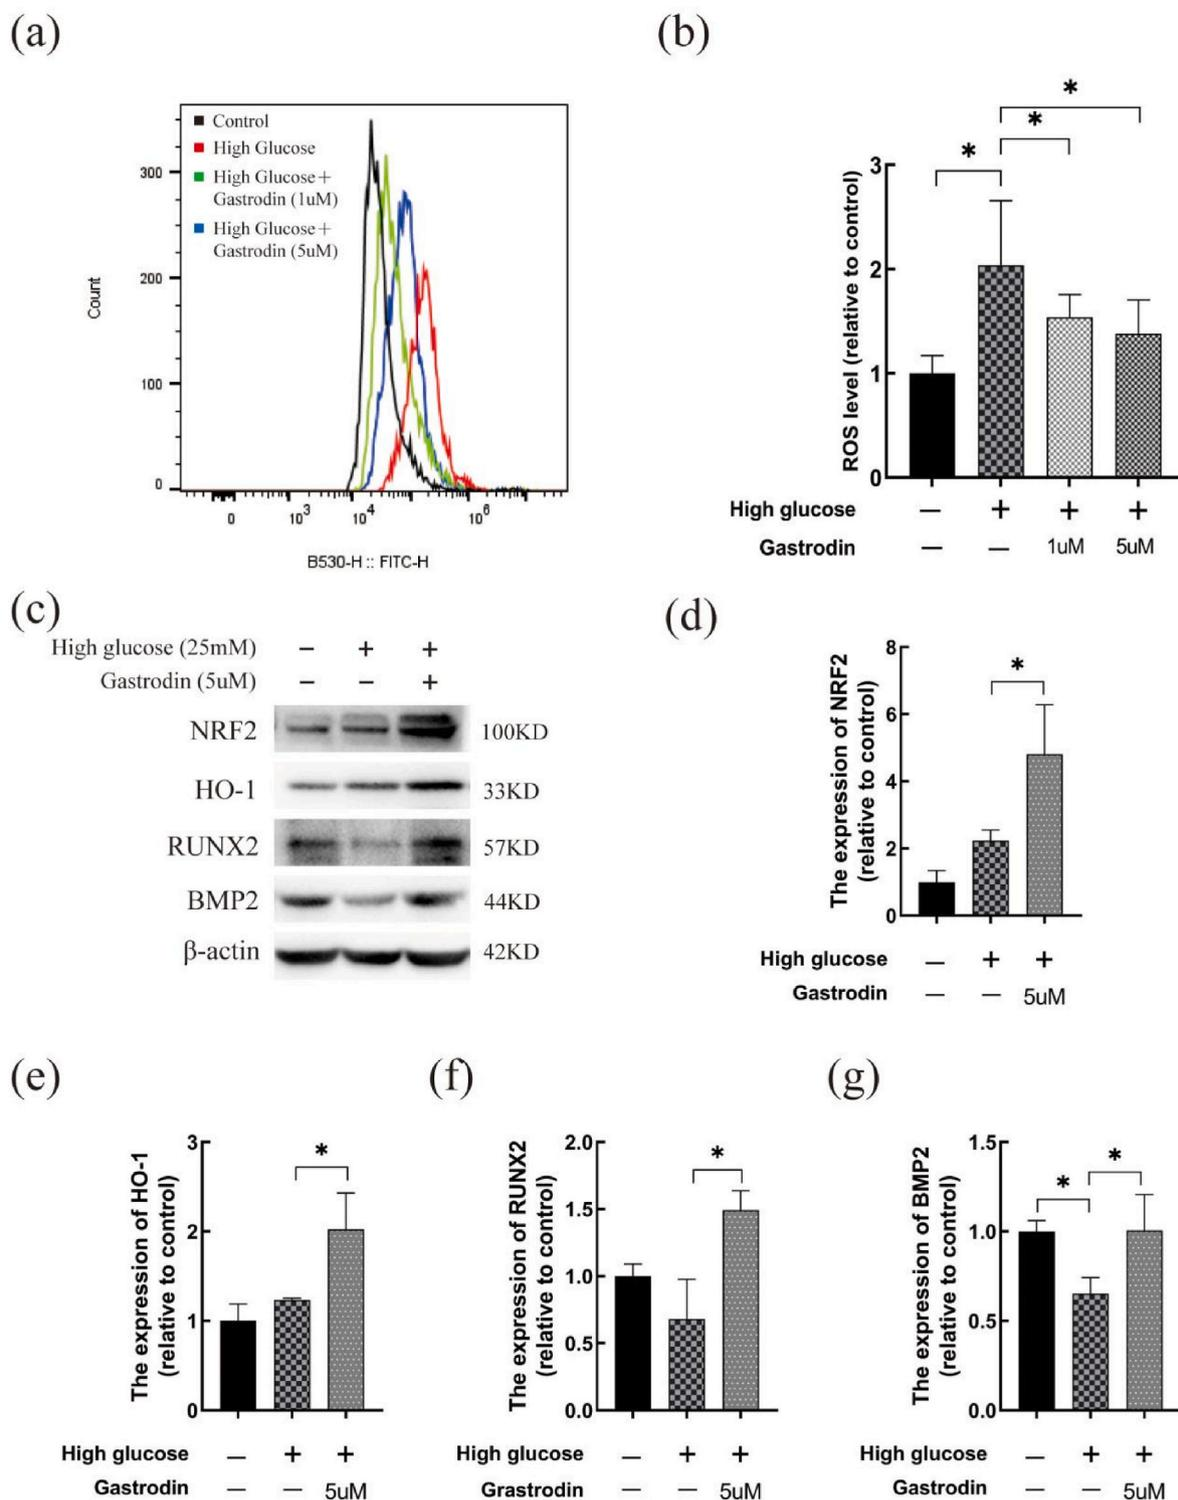 (a)
Control
High Glucose
High Glucose+
Gastrodin (1uM)
High Glucose+
Gastrodin (5uM)
300
200
100
0
Count
0 10³ 10⁴ 10⁶
B530-H :: FITC-H
(b)
* 
*
*
3
2
1
0
ROS level (relative to control)
High glucose — + + +
Gastrodin — — 1uM 5uM
(c)
High glucose (25mM) – + +
Gastrodin (5uM) – – +
NRF2 100KD
HO-1 33KD
RUNX2 57KD
BMP2 44KD
β-actin 42KD
(d)
*
8
6
4
2
0
The expression of NRF2
(relative to control)
High glucose — + +
Gastrodin — — 5uM
(e)
*
3
2
1
0
The expression of HO-1
(relative to control)
High glucose — + +
Gastrodin — — 5uM
(f)
*
2.0
1.5
1.0
0.5
0.0
The expression of RUNX2
(relative to control)
High glucose — + +
Grastrodin — — 5uM
(g)
*
*
1.5
1.0
0.5
0.0
The expression of BMP2
(relative to control)
High glucose — + +
Gastrodin — — 5uM